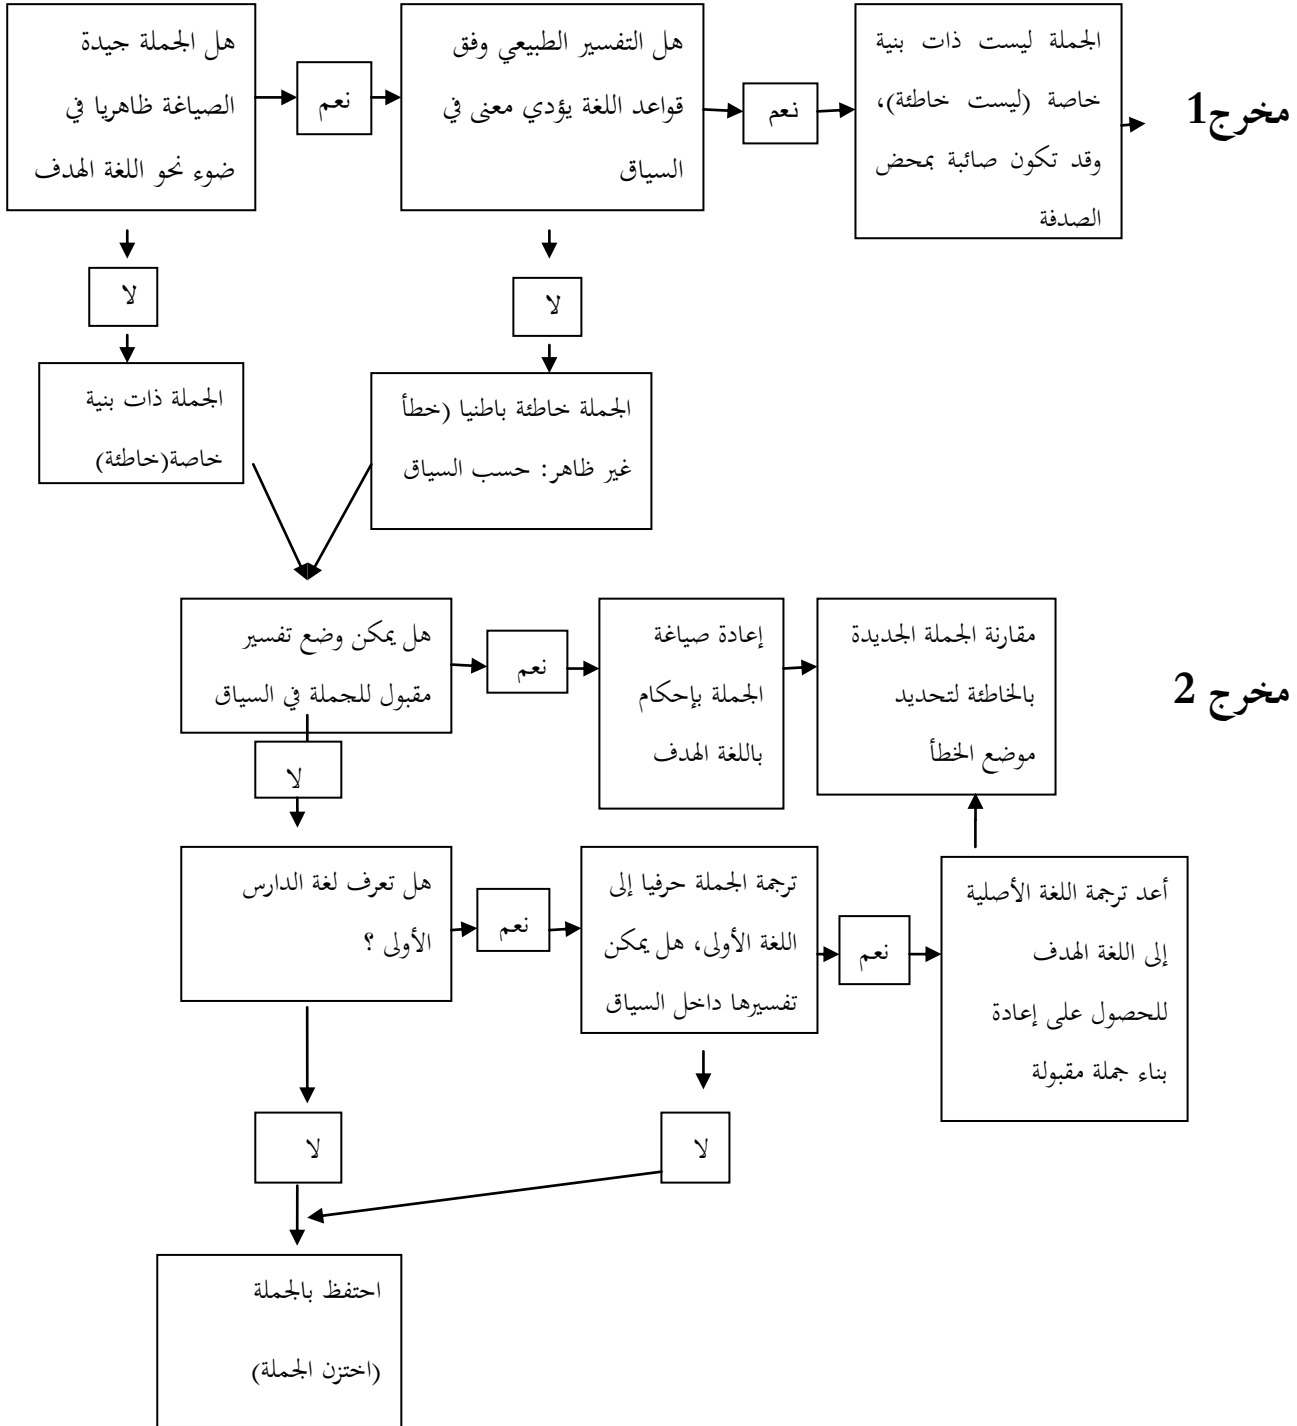 هل الجملة جيدة
الصياغة ظاهريا في
ضوء نحو اللغة الهدف
نعم
هل التفسير الطبيعي وفق
قواعد اللغة يؤدي معنى في
السياق
نعم
الجملة ليست ذات بنية
خاصة (ليست خاطئة)،
وقد تكون صائبة بمحض
الصدفة
مخرج1
لا
لا
الجملة ذات بنية
خاصة(خاطئة)
الجملة خاطئة باطنيا (خطأ
غير ظاهر: حسب السياق
هل يمكن وضع تفسير
مقبول للجملة في السياق
نعم
إعادة صياغة
الجملة بإحكام
باللغة الهدف
مقارنة الجملة الجديدة
بالخاطئة لتحديد
موضع الخطأ
مخرج 2
لا
هل تعرف لغة الدارس
الأولى ؟
نعم
ترجمة الجملة حرفيا إلى
اللغة الأولى، هل يمكن
تفسيرها داخل السياق
نعم
أعد ترجمة اللغة الأصلية
إلى اللغة الهدف
للحصول على إعادة
بناء جملة مقبولة
لا
لا
احتفظ بالجملة
(اختزن الجملة)